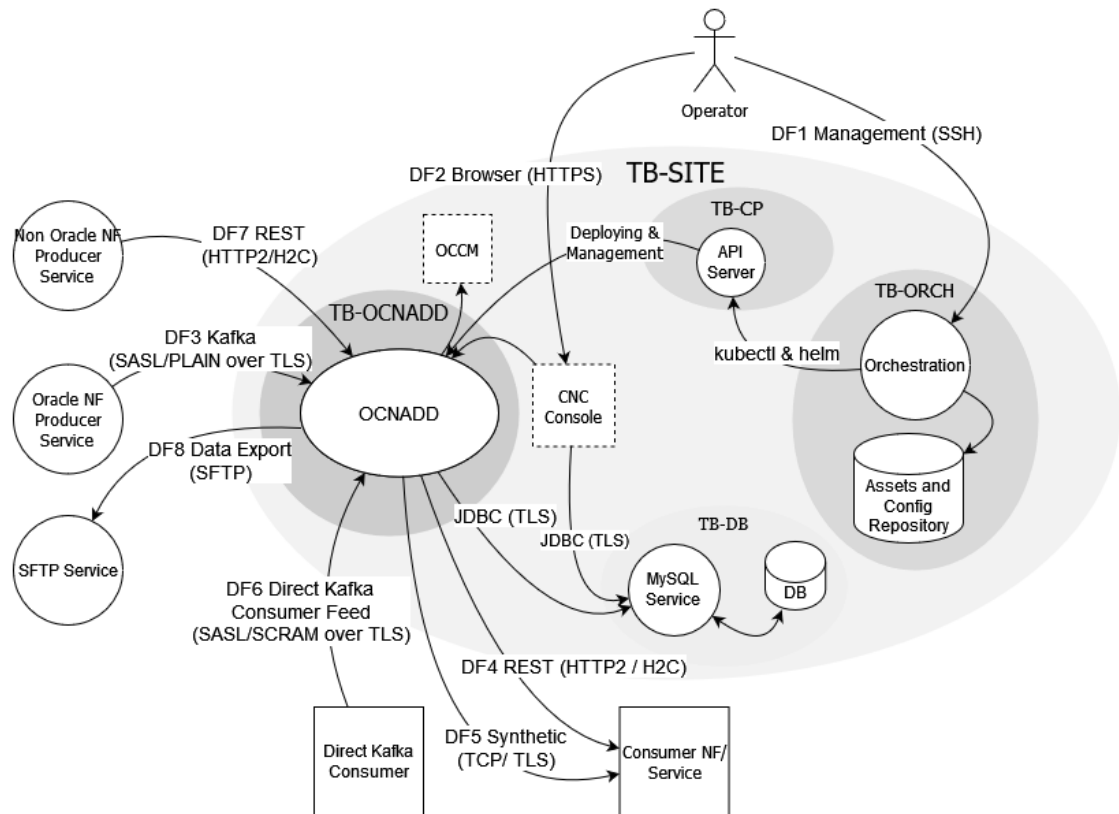 Operator
DF1 Management (SSH)
TB-SITE
DF2 Browser (HTTPS)
TB-CP
Non Oracle NF
Producer
Service
DF7 REST
(HTTP2/H2C)
OCCM
Deploying &
Management
API
Server
TB-ORCH
TB-OCNADD
DF3 Kafka
(SASL/PLAIN over TLS)
kubectl & helm
Orchestration
Oracle NF
Producer
Service
OCNADD
CNC
Console
DF8 Data Export
(SFTP)
Assets and
Config
Repository
JDBC (TLS)
TB-DB
JDBC (TLS)
SFTP Service
MySQL
Service
DB
DF6 Direct Kafka
Consumer Feed
(SASL/SCRAM over TLS)
DF4 REST (HTTP2 / H2C)
DF5 Synthetic
(TCP/ TLS)
Direct Kafka
Consumer
Consumer NF/
Service